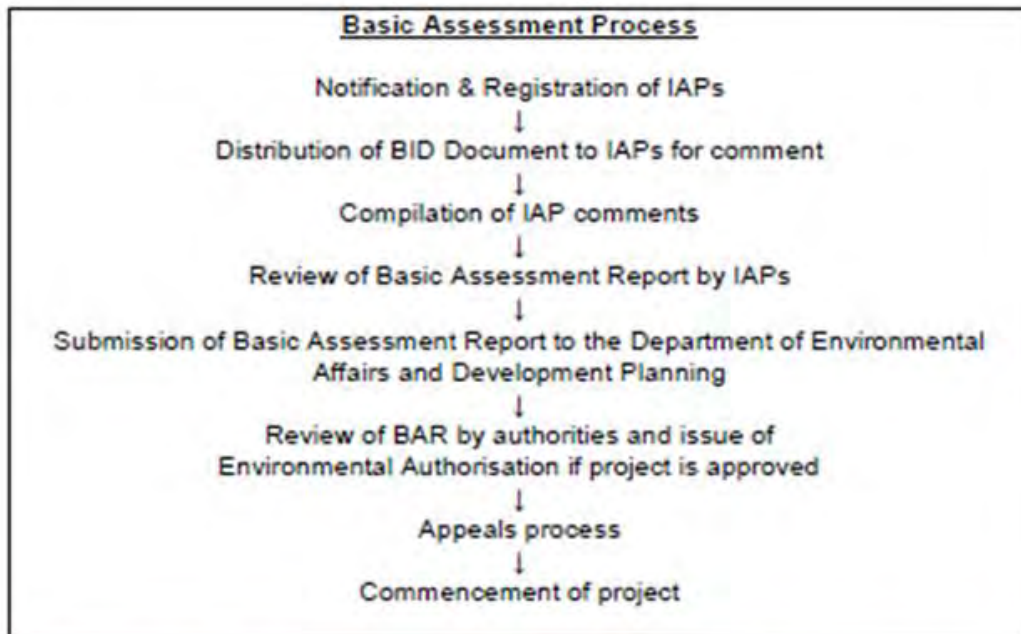 Basic Assessment Process
Notification & Registration of IAPs
↓
Distribution of BID Document to IAPs for comment
↓
Compilation of IAP comments
↓
Review of Basic Assessment Report by IAPs
↓
Submission of Basic Assessment Report to the Department of Environmental
Affairs and Development Planning
↓
Review of BAR by authorities and issue of
Environmental Authorisation if project is approved
↓
Appeals process
↓
Commencement of project